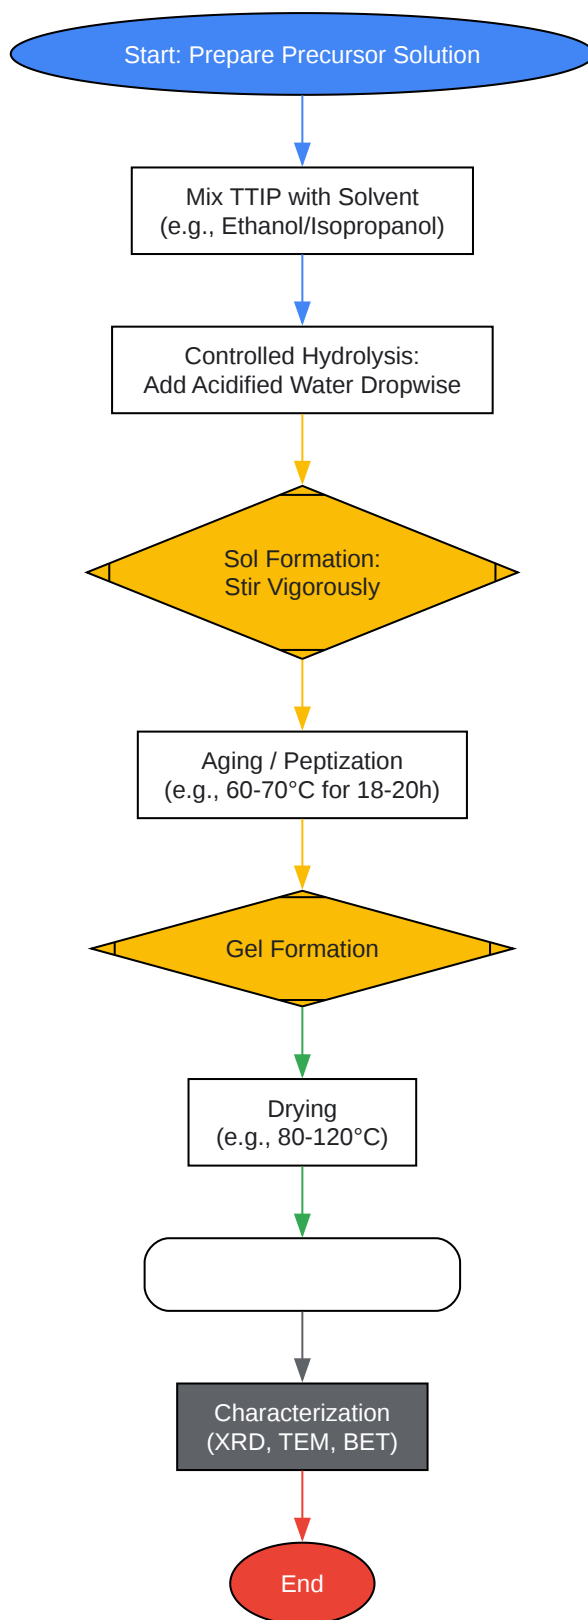 Start: Prepare Precursor Solution
Mix TTIP with Solvent
(e.g., Ethanol/Isopropanol)
Controlled Hydrolysis:
Add Acidified Water Dropwise
Sol Formation:
Stir Vigorously
Aging / Peptization
(e.g., 60-70°C for 18-20h)
Gel Formation
Drying
(e.g., 80-120°C)
Characterization
(XRD, TEM, BET)
End